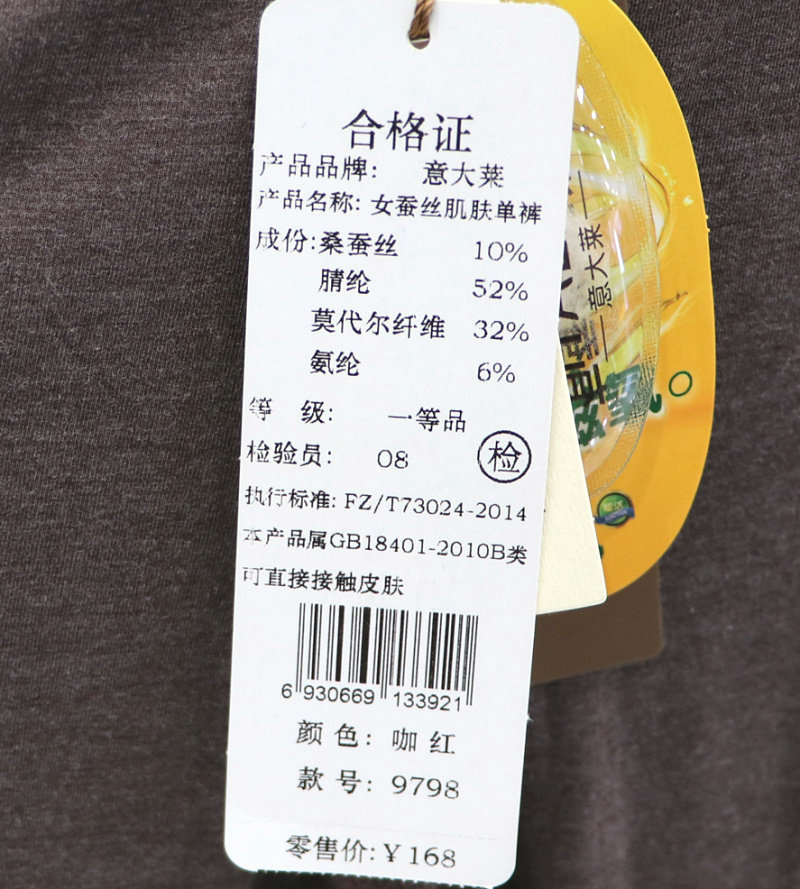 合格证
产品品牌: 意大莱
产品名称: 女蚕丝肌肤单裤
成份:桑蚕丝 10%
腈纶 52%
莫代尔纤维 32%
氨纶 6%
等 级: 一等品
检验员: 08 检
执行标准: FZ/T73024-2014
本产品属GB18401-2010B类
可直接接触皮肤
6 930669 133921
颜 色: 咖 红
款 号: 9798
零售价:¥168
意大莱